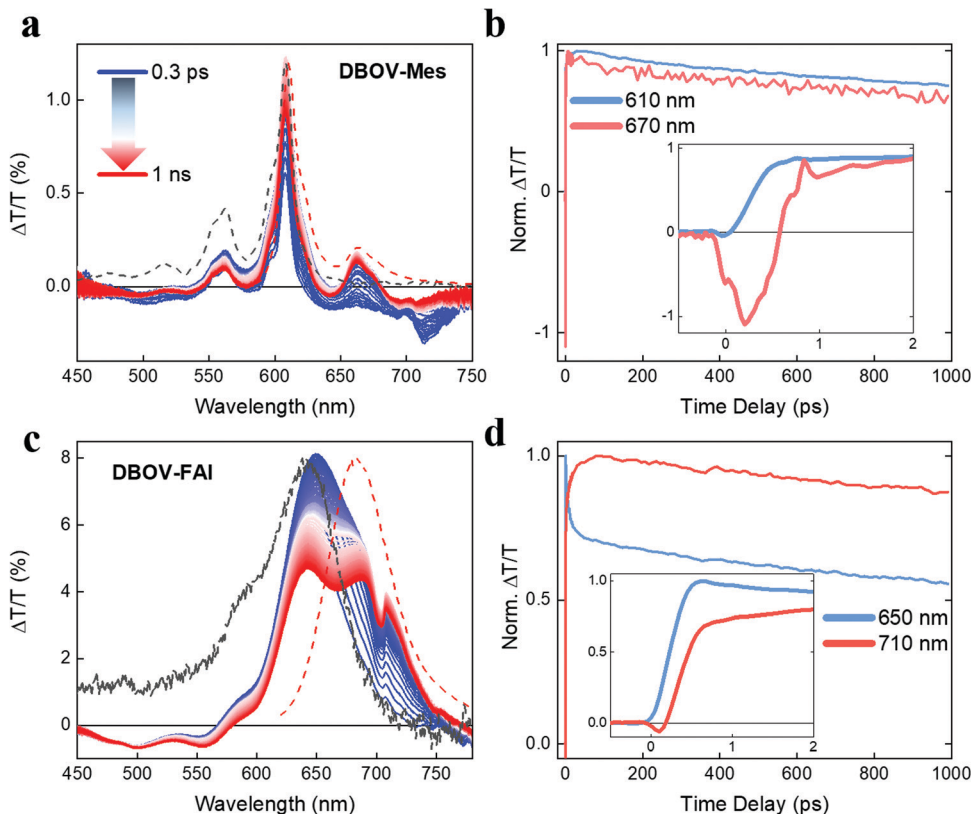 a
DBOV-Mes
0.3 ps
1 ns
1.0
0.5
0.0
ΔT/T (%)
450 500 550 600 650 700 750
Wavelength (nm)
b
1
0
-1
Norm. ΔT/T
610 nm
670 nm
1
0
-1
0 1 2
0 200 400 600 800 1000
Time Delay (ps)
c
DBOV-FAI
8
6
4
2
0
ΔT/T (%)
450 500 550 600 650 700 750
Wavelength (nm)
d
1.0
0.5
0.0
Norm. ΔT/T
650 nm
710 nm
1.0
0.5
0.0
0 1 2
0 200 400 600 800 1000
Time Delay (ps)